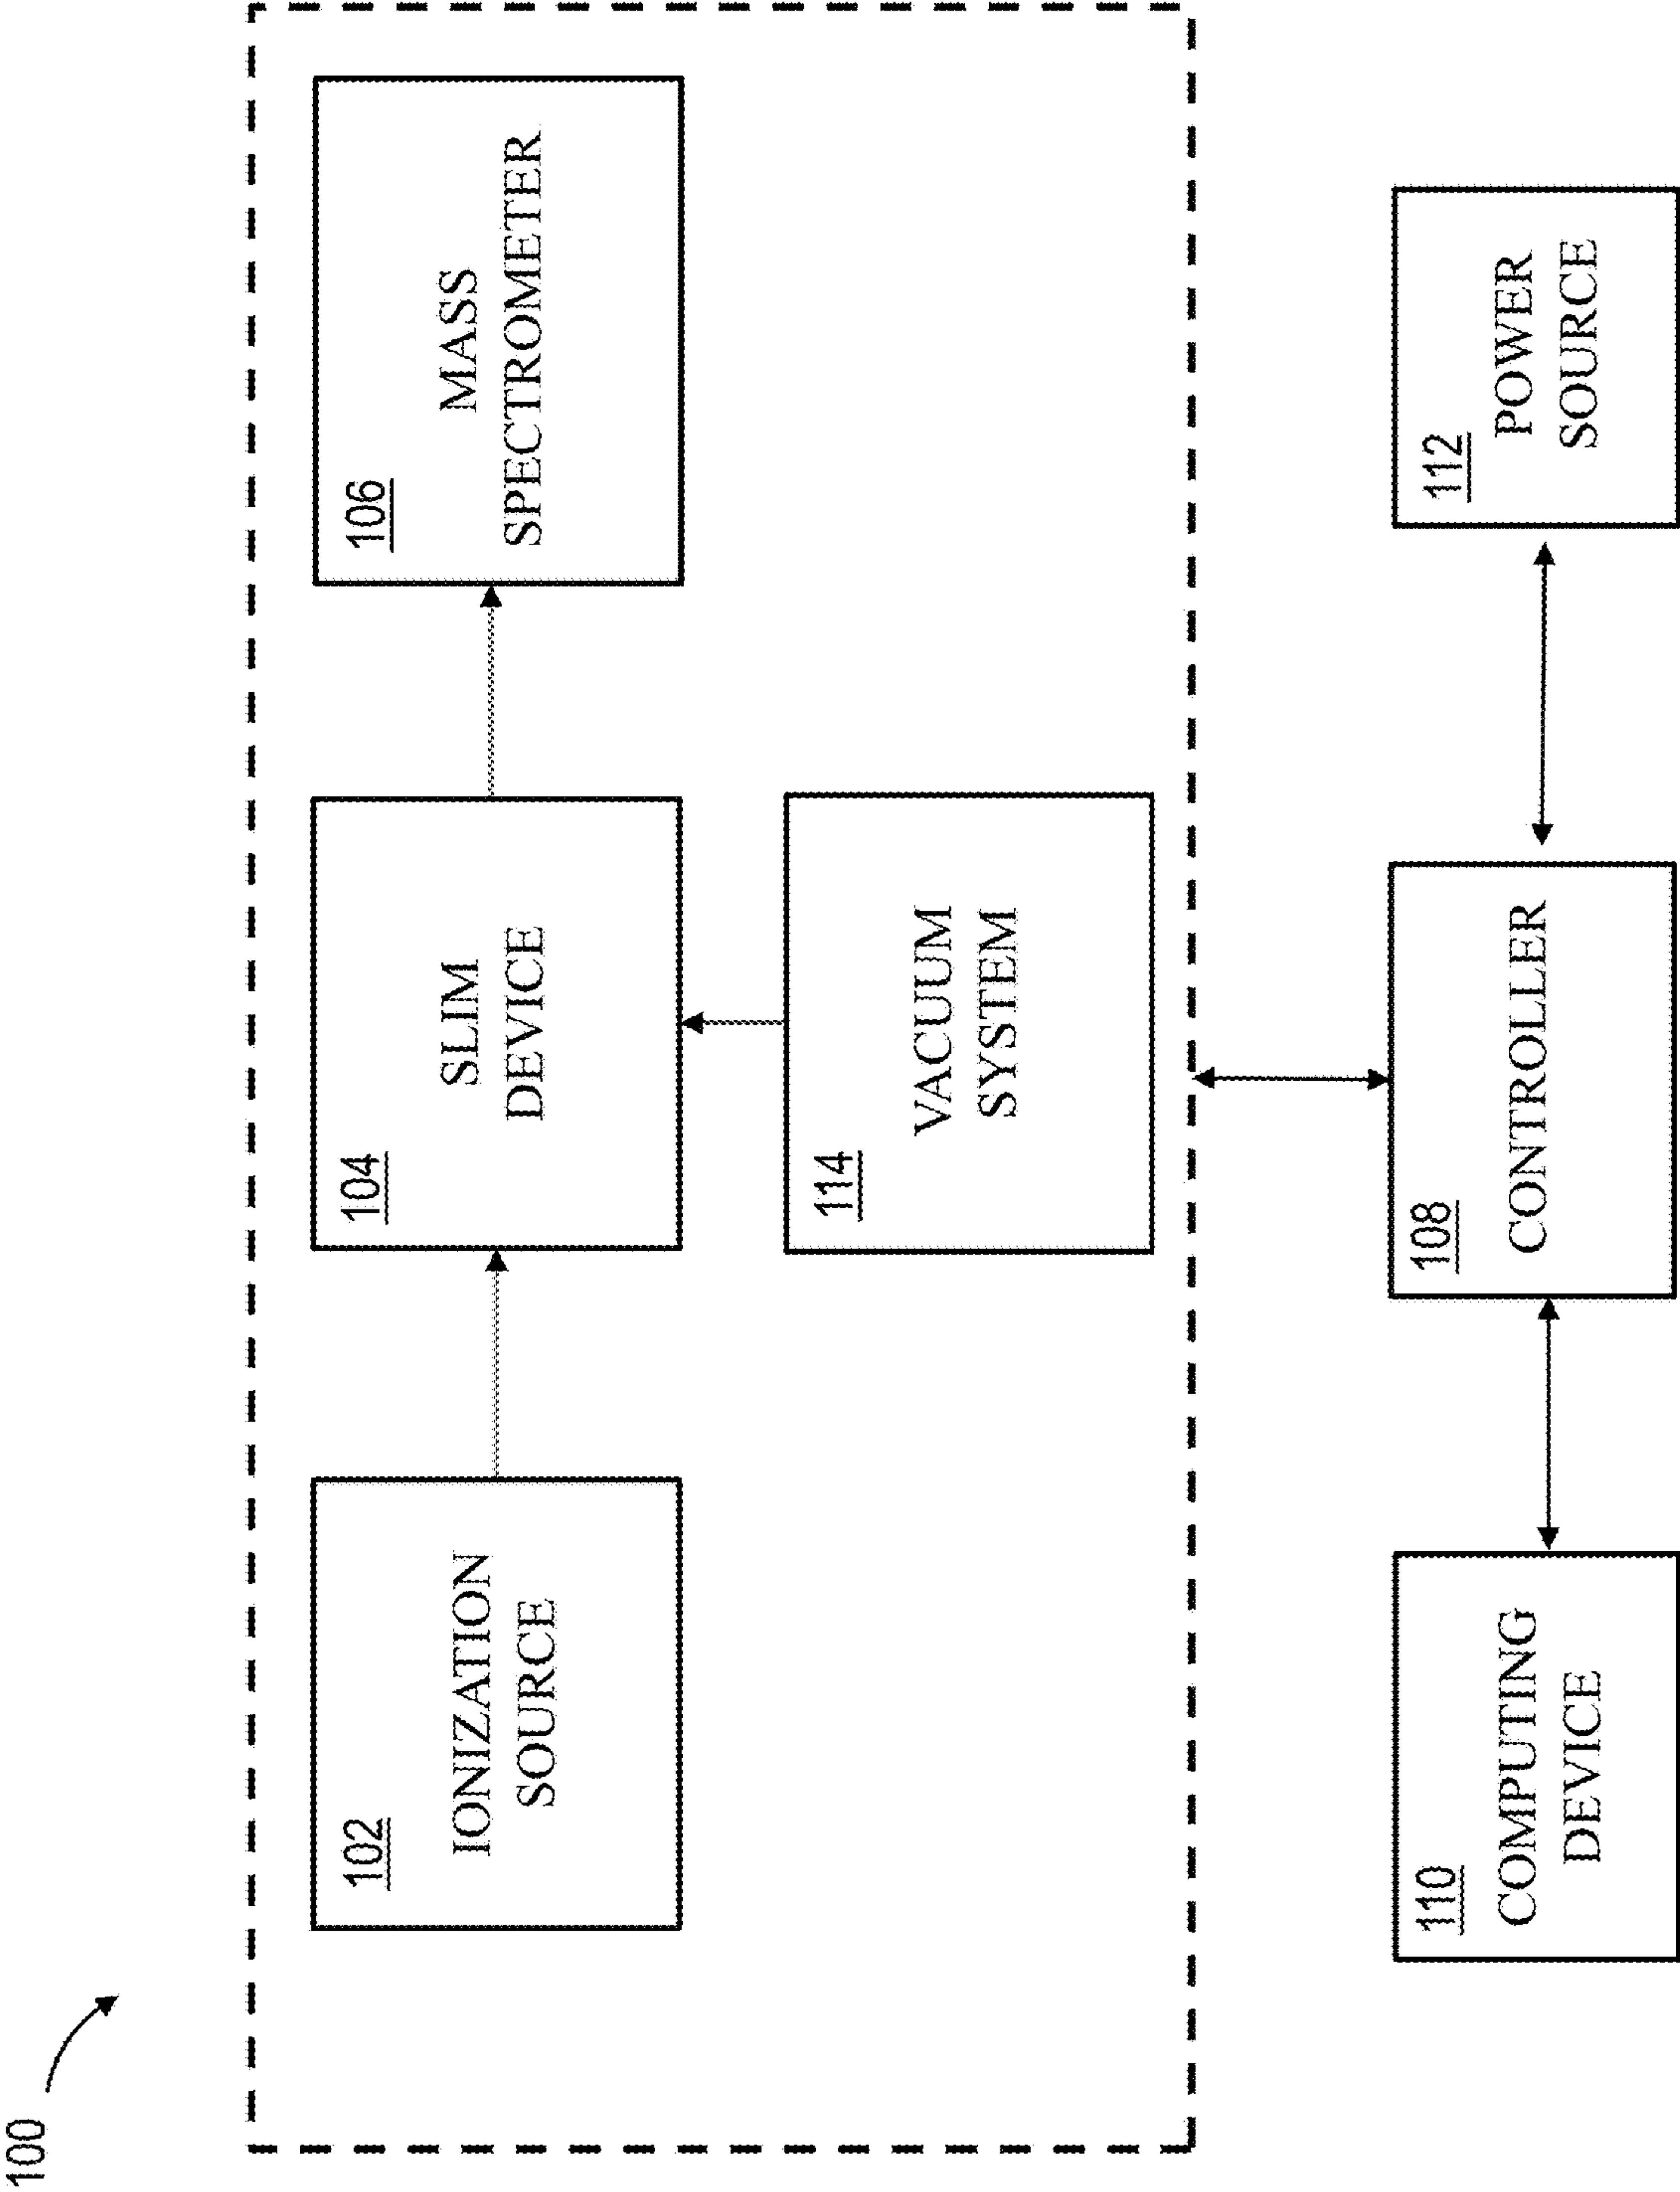 100
102
IONIZATION
SOURCE
104
SLIM
DEVICE
106
MASS
SPECTROMETER
114
VACUUM
SYSTEM
110
COMPUTING
DEVICE
108
CONTROLLER
112
POWER
SOURCE